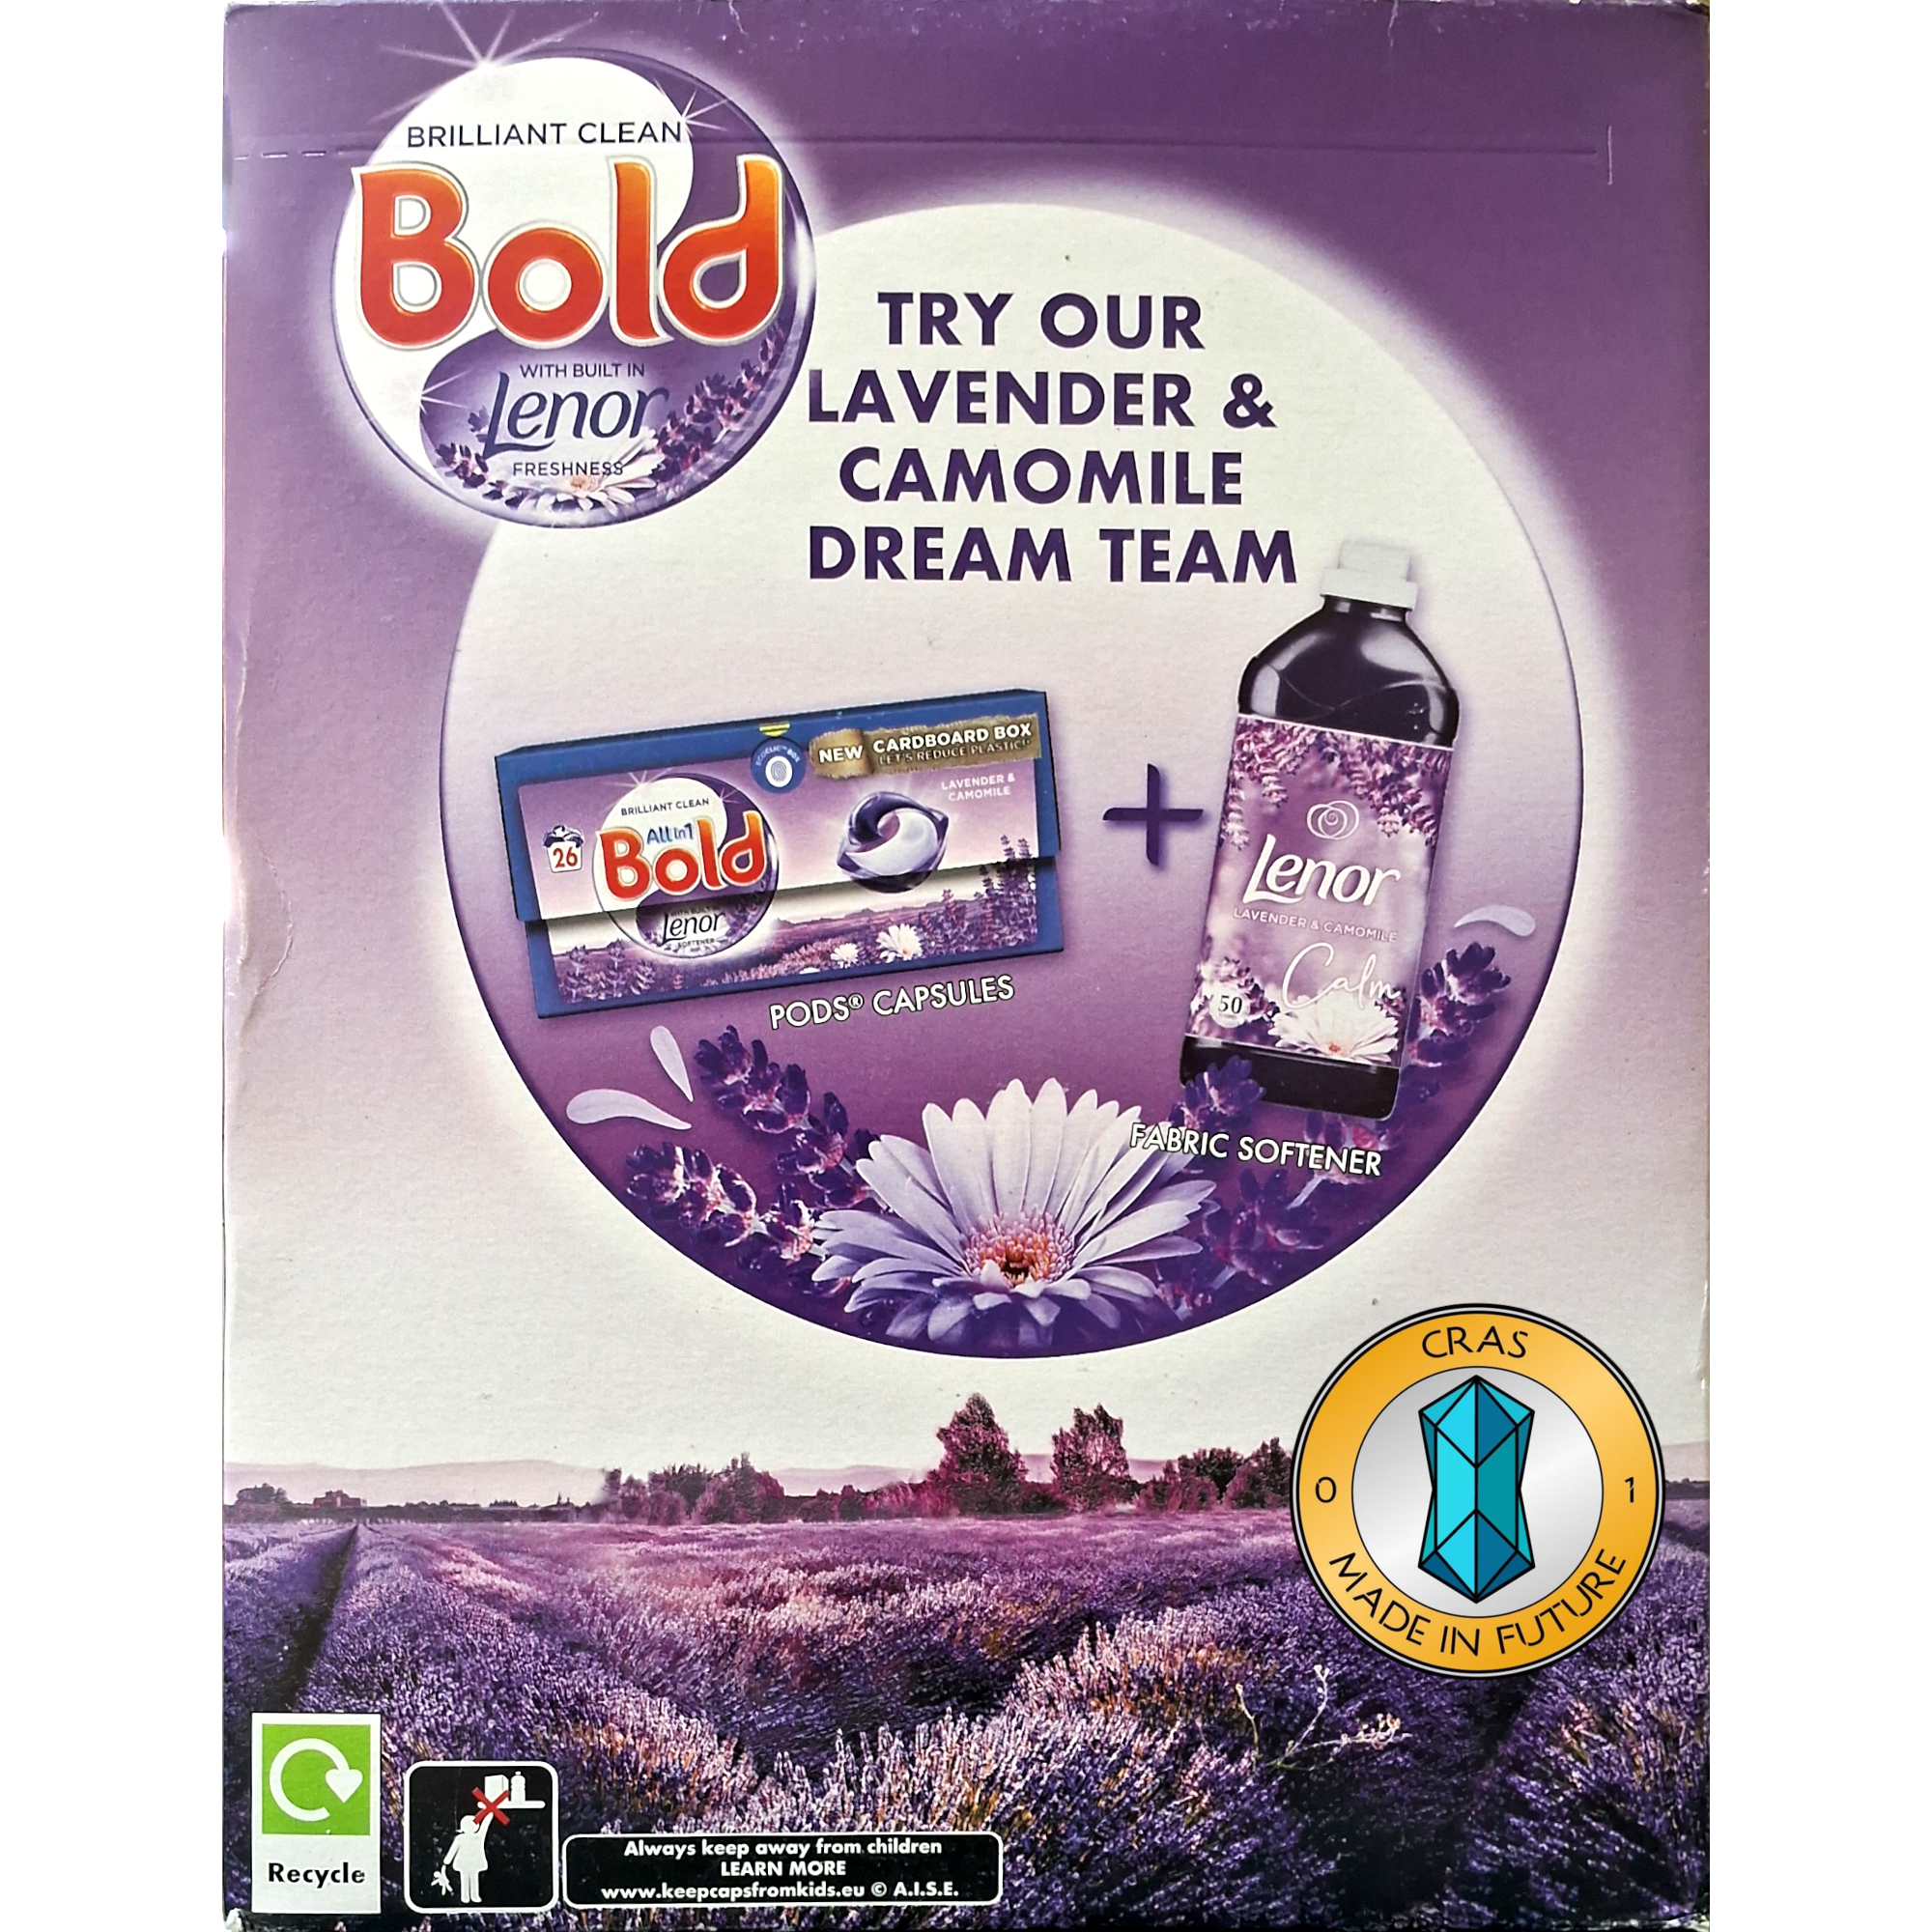 BRILLIANT CLEAN
Bold
WITH BUILT IN
Lenor
FRESHNESS
TRY OUR
LAVENDER &
CAMOMILE
DREAM TEAM
NEW CARDBOARD BOX
LET'S REDUCE PLASTIC!
LAVENDER &
CAMOMILE
BRILLIANT CLEAN
All in 1
Bold
26
Lenor
SOFTENER
PODS® CAPSULES
+
Lenor
LAVENDER & CAMOMILE
Calm
50
FABRIC SOFTENER
CRAS
0 1
MADE IN FUTURE
Recycle
Always keep away from children
LEARN MORE
www.keepcapsfromkids.eu © A.I.S.E.